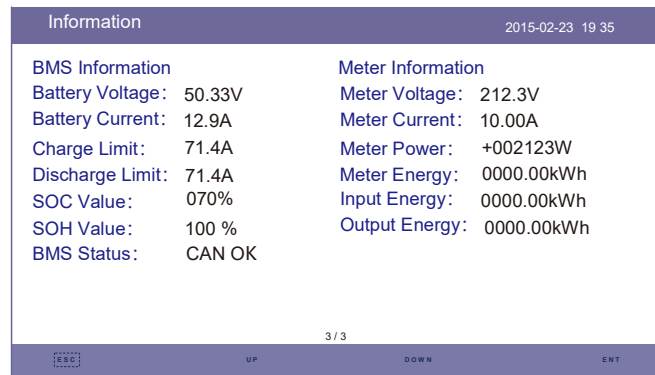 Information 2015-02-23 19 35
BMS Information
Battery Voltage: 50.33V
Battery Current: 12.9A
Charge Limit: 71.4A
Discharge Limit: 71.4A
SOC Value: 070%
SOH Value: 100 %
BMS Status: CAN OK
Meter Information
Meter Voltage: 212.3V
Meter Current: 10.00A
Meter Power: +002123W
Meter Energy: 0000.00kWh
Input Energy: 0000.00kWh
Output Energy: 0000.00kWh
3 / 3
ESC UP DOWN ENT